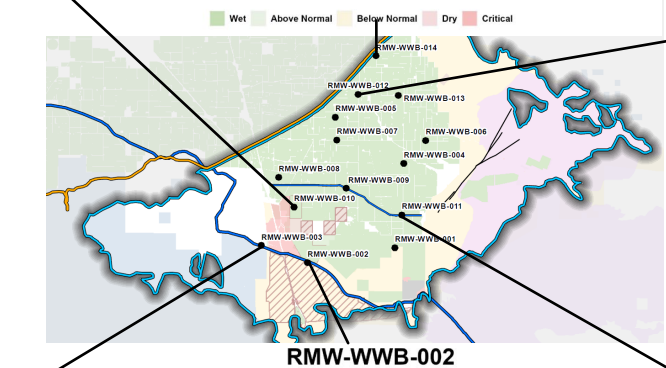 Wet Above Normal Below Normal Dry Critical
RMW-WWB-014
RMW-WWB-012
RMW-WWB-013
RMW-WWB-005
RMW-WWB-007
RMW-WWB-006
RMW-WWB-004
RMW-WWB-008
RMW-WWB-009
RMW-WWB-010
RMW-WWB-011
RMW-WWB-003
RMW-WWB-001
RMW-WWB-002
RMW-WWB-002